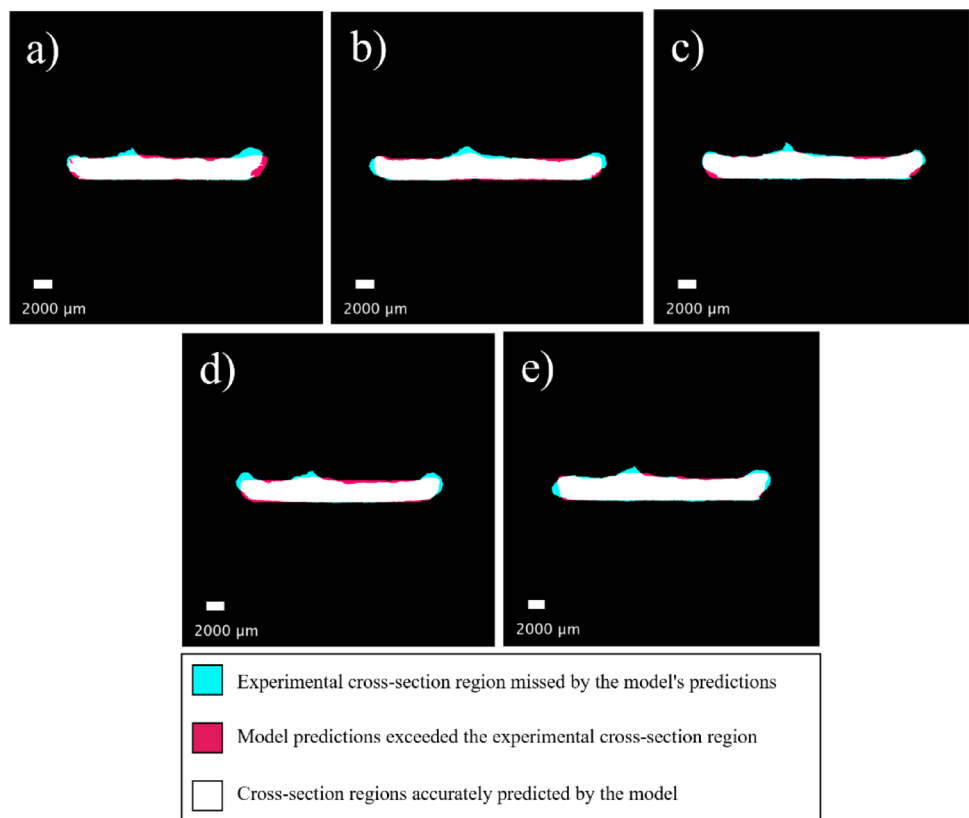 a)
b)
c)
2000 µm
2000 µm
2000 µm
d)
e)
2000 µm
2000 µm
Experimental cross-section region missed by the model's predictions
Model predictions exceeded the experimental cross-section region
Cross-section regions accurately predicted by the model